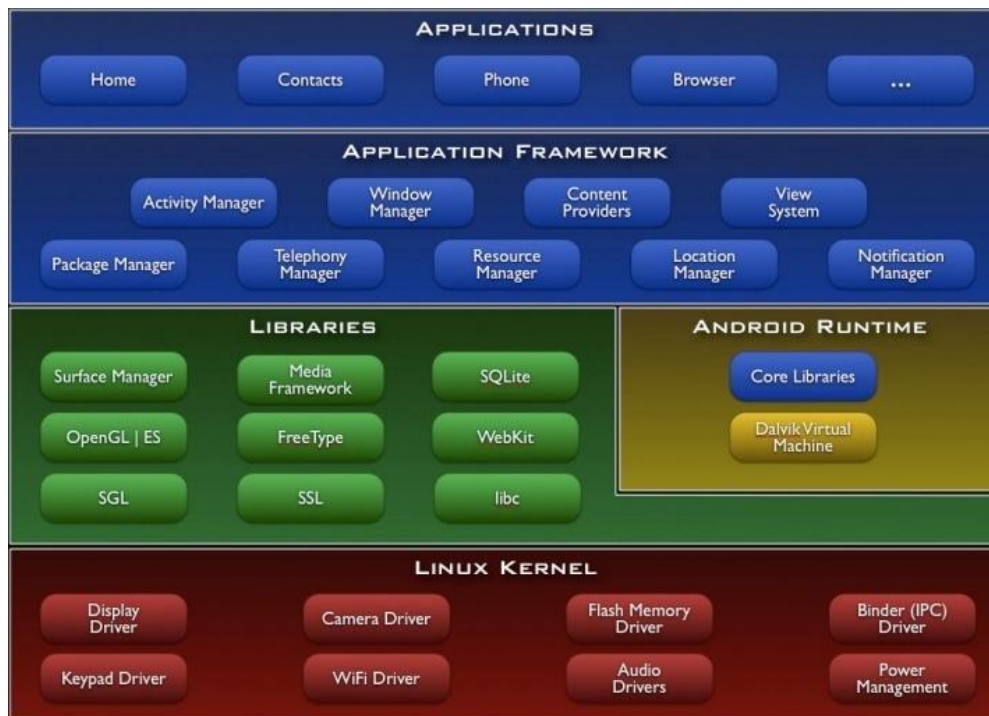 APPLICATIONS
Home
Contacts
Phone
Browser
...
APPLICATION FRAMEWORK
Activity Manager
Window
Manager
Content
Providers
View
System
Package Manager
Telephony
Manager
Resource
Manager
Location
Manager
Notification
Manager
LIBRARIES
Surface Manager
Media
Framework
SQLite
OpenGL | ES
FreeType
WebKit
SGL
SSL
libc
ANDROID RUNTIME
Core Libraries
Dalvik Virtual
Machine
LINUX KERNEL
Display
Driver
Camera Driver
Flash Memory
Driver
Binder (IPC)
Driver
Keypad Driver
WiFi Driver
Audio
Drivers
Power
Management